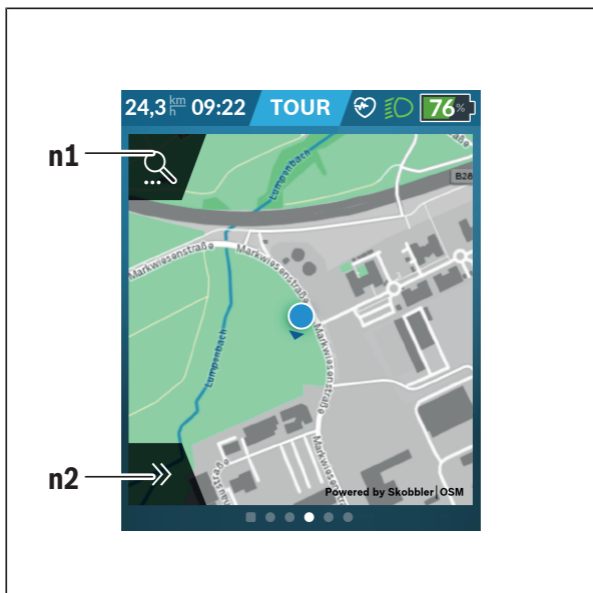 24,3 km/h 09:22 TOUR 76%
n1
Lumpenbach
B28
Markwiesenstraße
Markwiesenstraße
Markwiesenstraße
Lumpenbach
n2
Markwiesenstraße
Powered by Skobbler|OSM